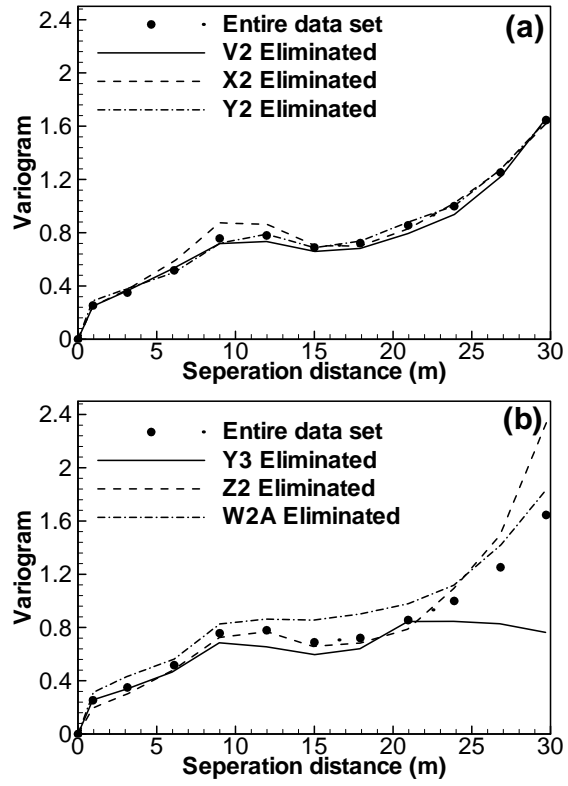 2.4
(a)
Entire data set
V2 Eliminated
2
X2 Eliminated
Y2 Eliminated
1.6
Variogram
1.2
0.8
0.4
0
0 5 10 15 20 25 30
Seperation distance (m)
2.4
(b)
Entire data set
Y3 Eliminated
2
Z2 Eliminated
W2A Eliminated
1.6
Variogram
1.2
0.8
0.4
0
0 5 10 15 20 25 30
Seperation distance (m)